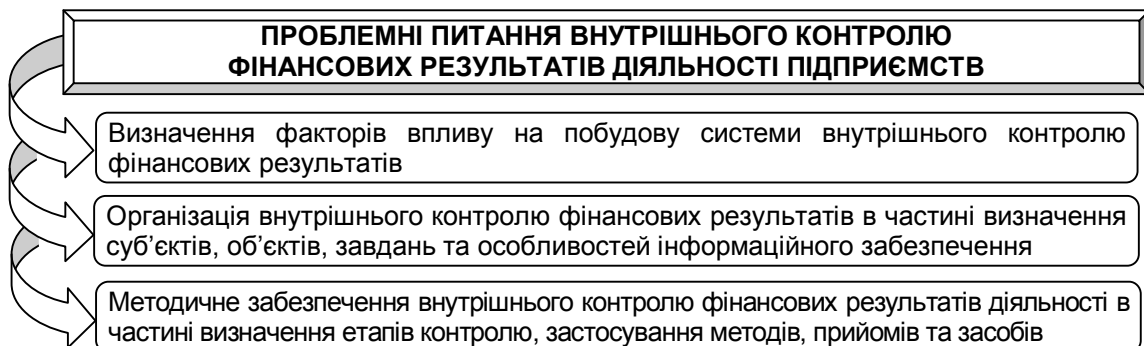 ПРОБЛЕМНІ ПИТАННЯ ВНУТРІШНЬОГО КОНТРОЛЮ
ФІНАНСОВИХ РЕЗУЛЬТАТІВ ДІЯЛЬНОСТІ ПІДПРИЄМСТВ
Визначення факторів впливу на побудову системи внутрішнього контролю
фінансових результатів
Організація внутрішнього контролю фінансових результатів в частині визначення
суб’єктів, об’єктів, завдань та особливостей інформаційного забезпечення
Методичне забезпечення внутрішнього контролю фінансових результатів діяльності в
частині визначення етапів контролю, застосування методів, прийомів та засобів